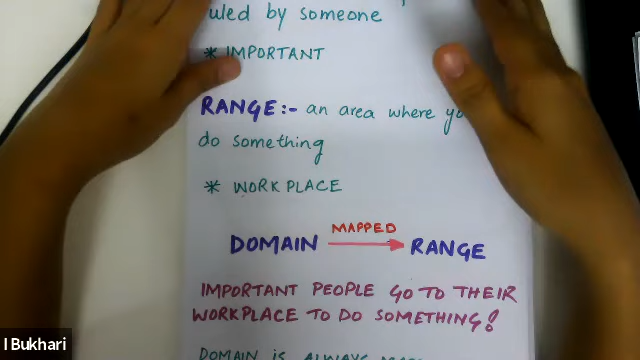 uled by someone
* IMPORTANT
RANGE:- an area where yo
do something
* WORKPLACE
MAPPED
DOMAIN → RANGE
IMPORTANT PEOPLE GO TO THEIR
WORKPLACE TO DO SOMETHING!
DOMAIN IS ALWAYS
I Bukhari